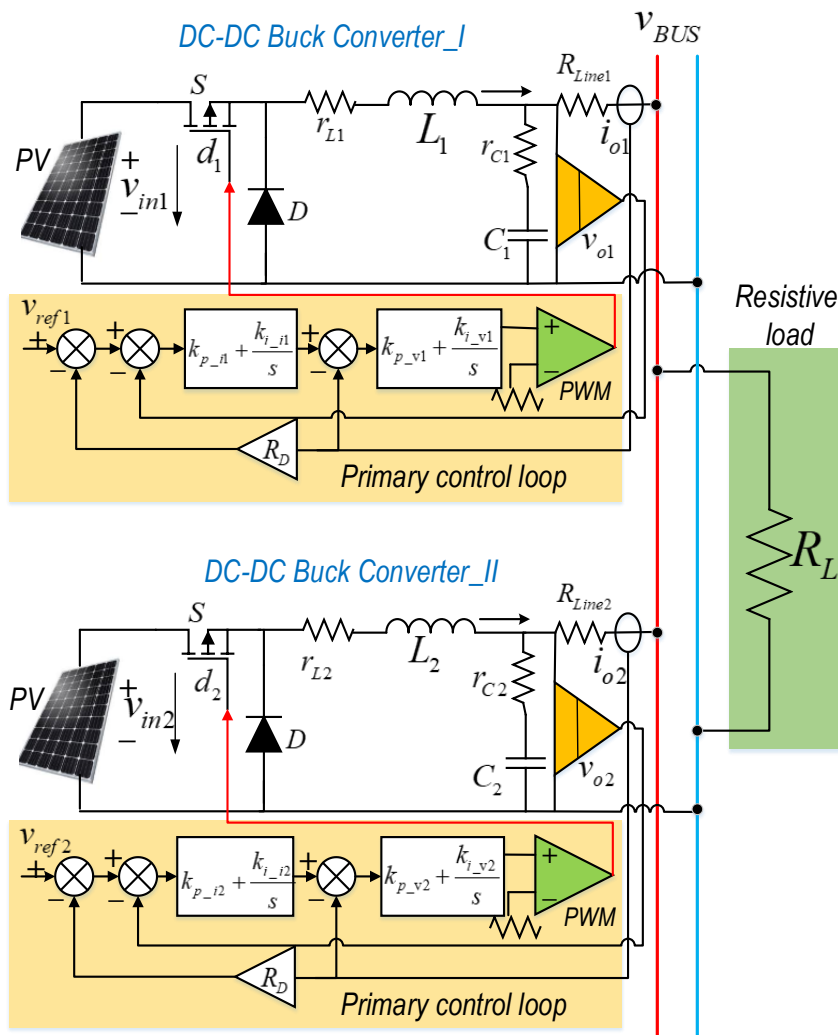 DC-DC Buck Converter_I
v_BUS
S
R_Line1
r_L1
L_1
PV
+
v_in1
−
d_1
D
r_C1
C_1
i_o1
v_o1
v_ref1
+
−
+
−
k_p_i1 + k_i_i1/s
+
−
k_p_v1 + k_i_v1/s
+
−
PWM
R_D
Primary control loop
Resistive
load
R_L
DC-DC Buck Converter_II
S
R_Line2
r_L2
L_2
PV
+
v_in2
−
d_2
D
r_C2
C_2
i_o2
v_o2
v_ref2
+
−
+
−
k_p_i2 + k_i_i2/s
+
−
k_p_v2 + k_i_v2/s
+
−
PWM
R_D
Primary control loop